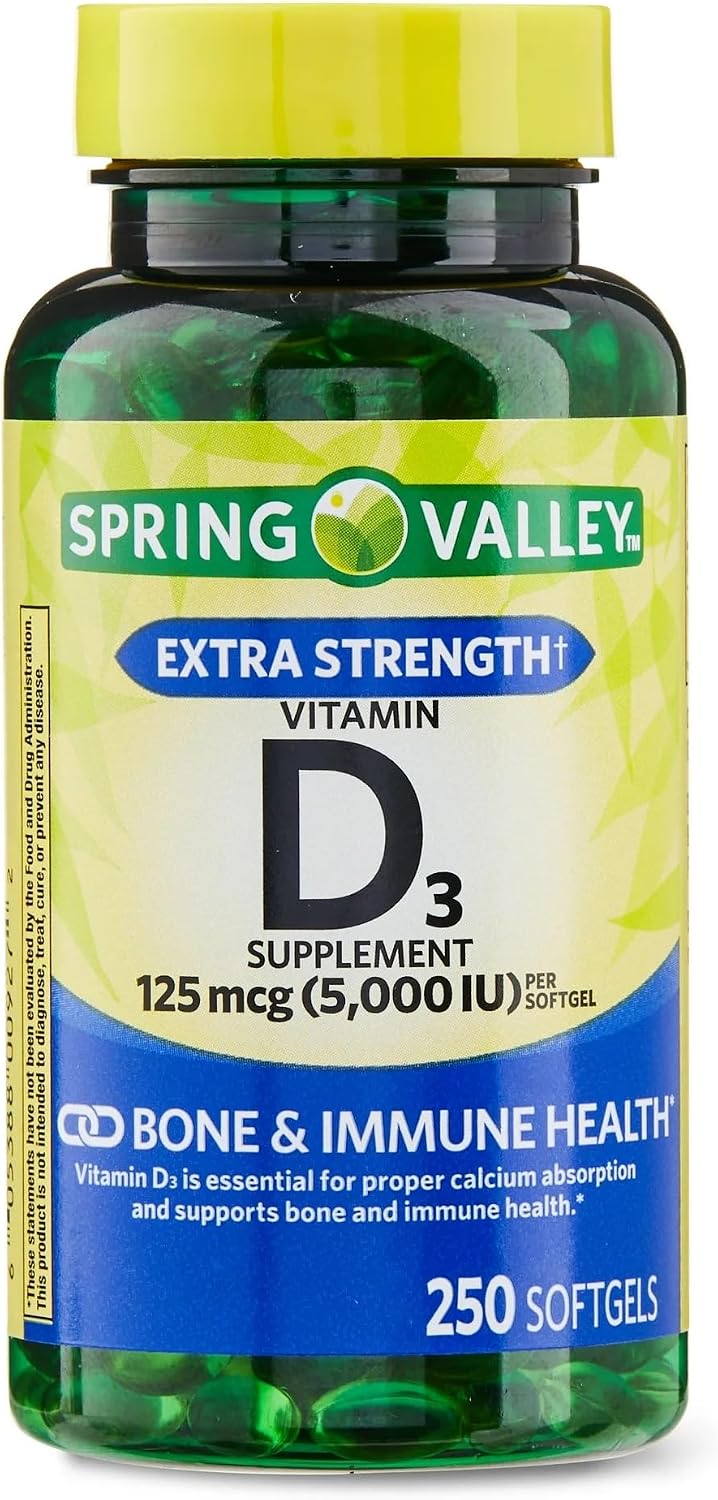 SPRING VALLEY™
EXTRA STRENGTH†
VITAMIN
D3
SUPPLEMENT
125 mcg (5,000 IU) PER SOFTGEL
BONE & IMMUNE HEALTH*
Vitamin D3 is essential for proper calcium absorption
and supports bone and immune health.*
250 SOFTGELS
*These statements have not been evaluated by the Food and Drug Administration.
This product is not intended to diagnose, treat, cure, or prevent any disease.